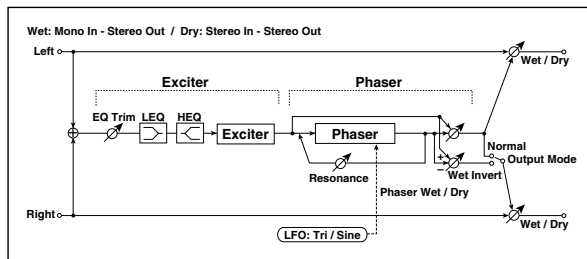 Wet: Mono In - Stereo Out / Dry: Stereo In - Stereo Out
Left
Wet / Dry
Exciter
Phaser
EQ Trim
LEQ
HEQ
Exciter
Phaser
Normal
Output Mode
+
−
Wet Invert
Resonance
Phaser Wet / Dry
Right
Wet / Dry
LFO: Tri / Sine